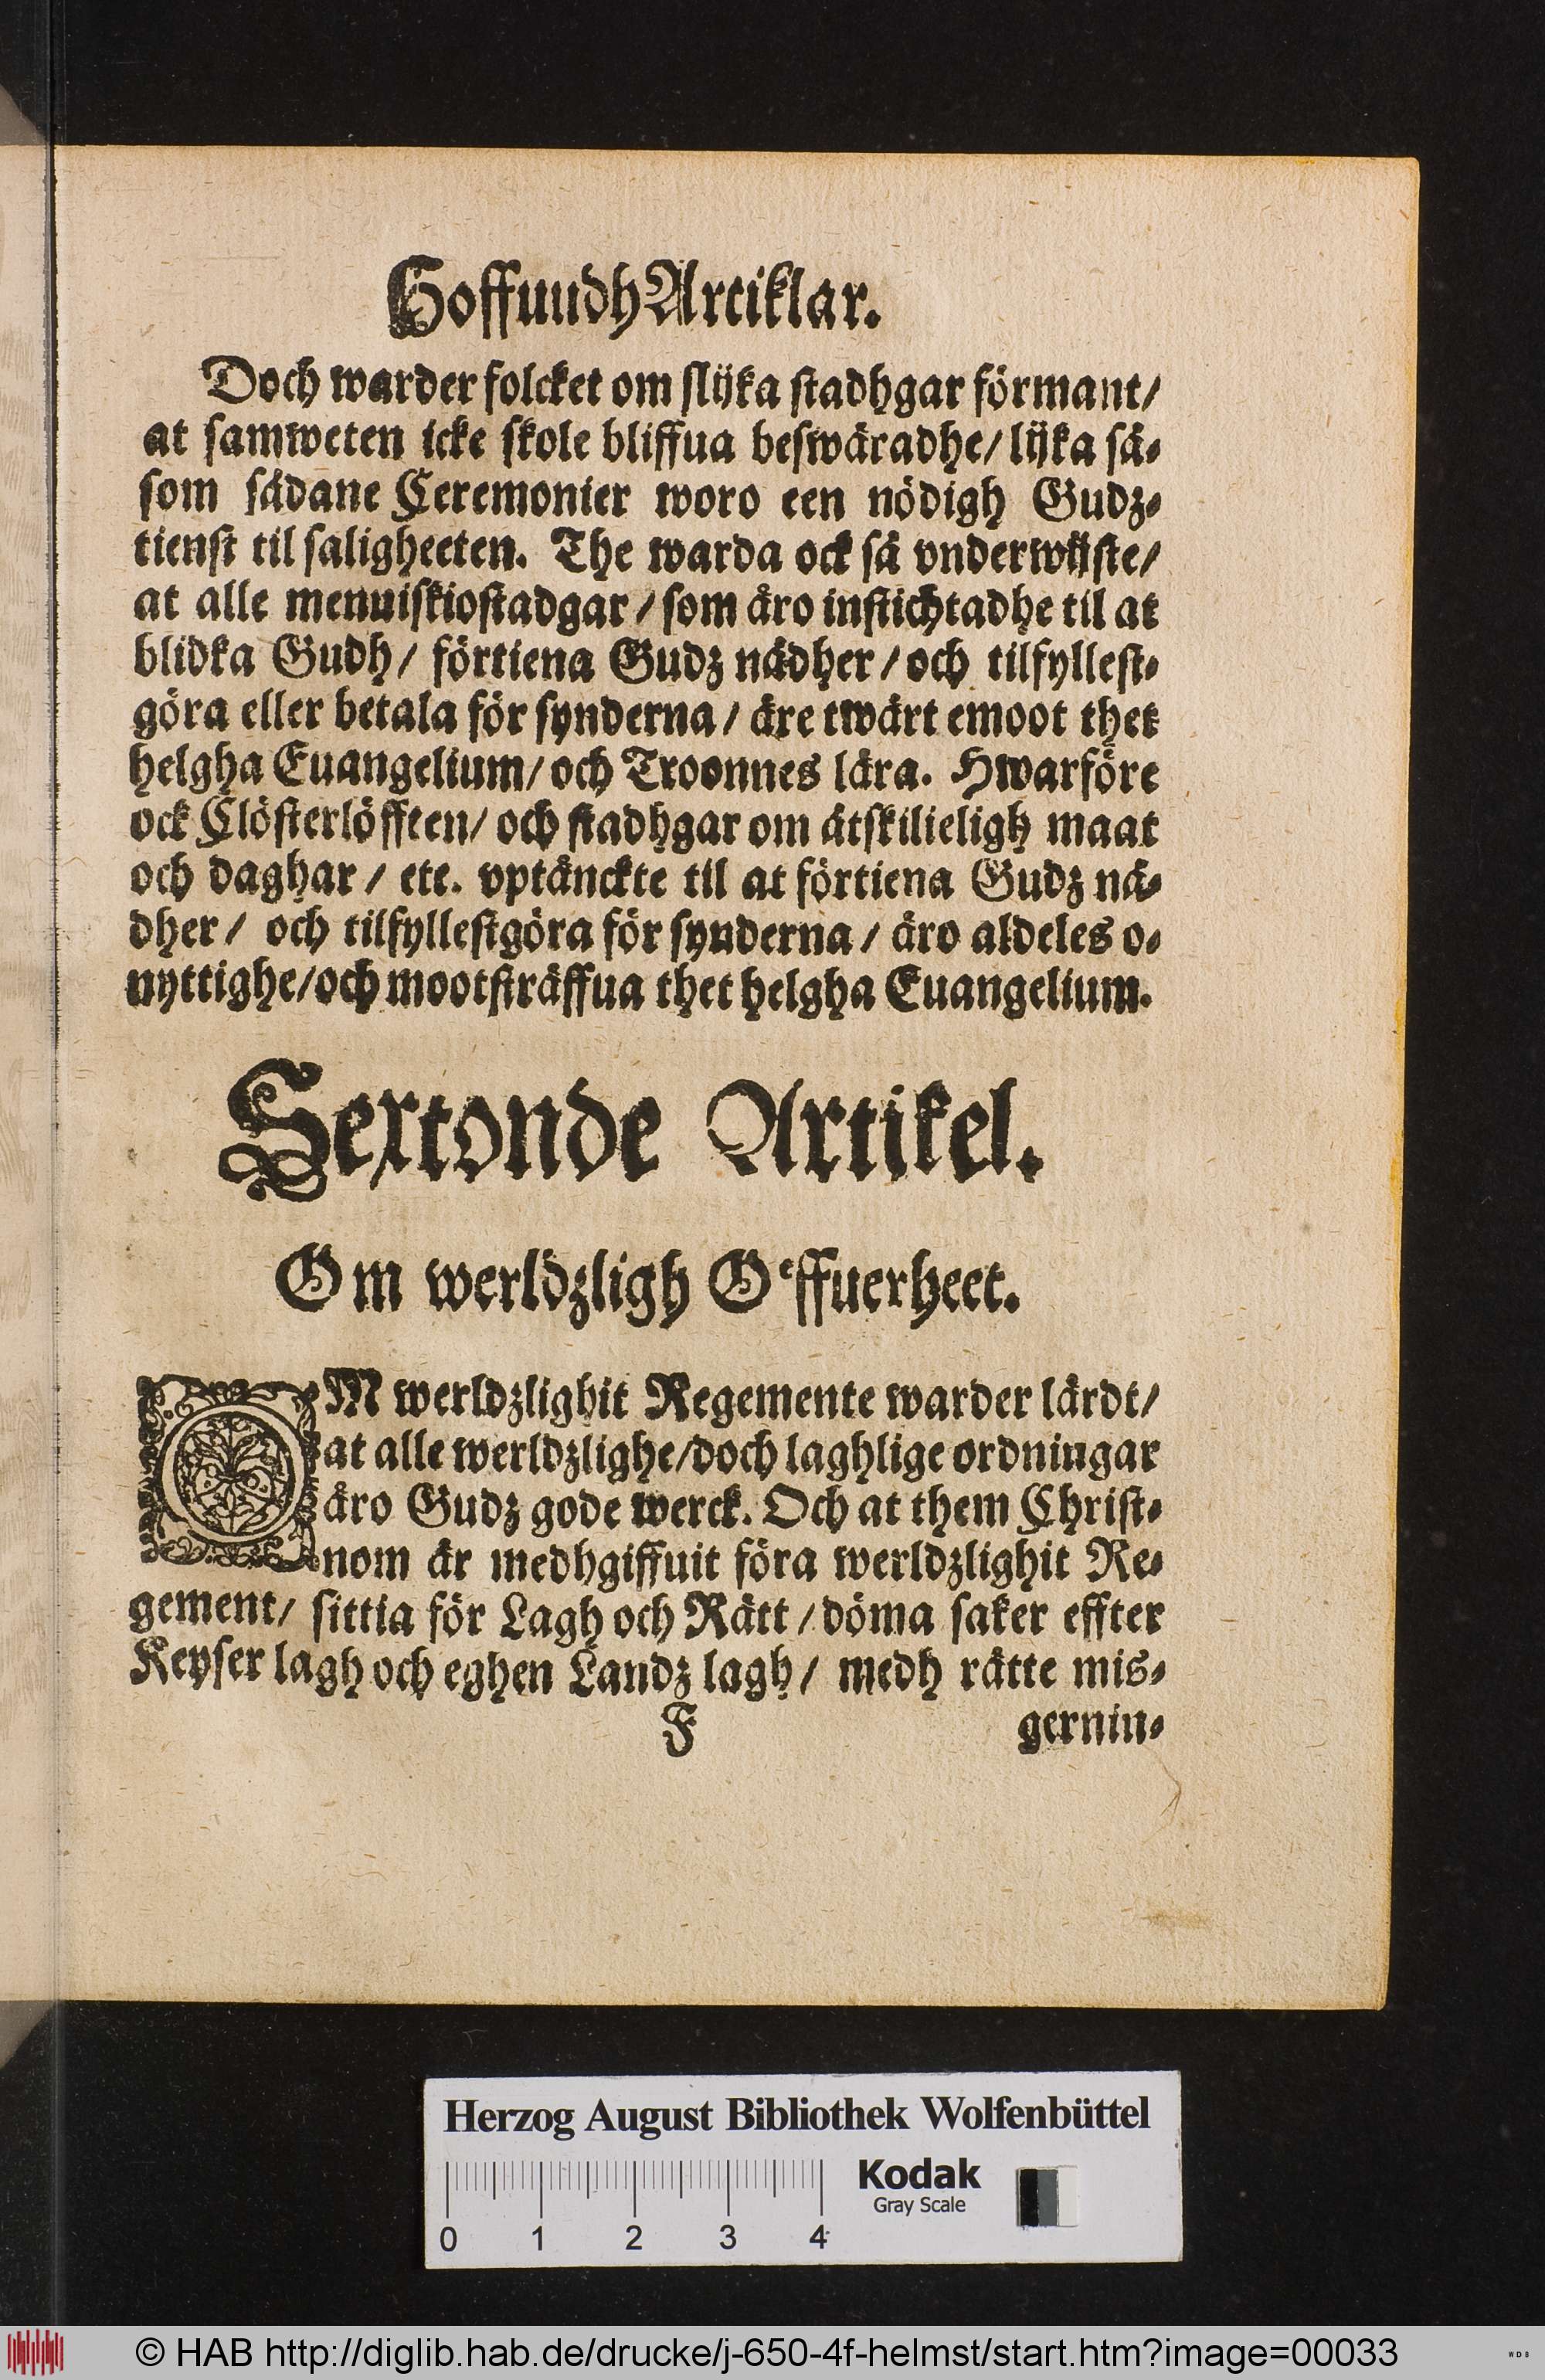 HoffuudhArtiklar.
Doch warder folcket om slijka stadhgar förmant/
at samweten icke skole bliffua beswäradhe/ lijka så⸗
som sådane Ceremonier woro een nödigh Gudz⸗
tienst til saligheeten. The warda ock så vnderwijste/
at alle menuiskiostadgar / som äro instichtadhe til at
blidka Gudh/ förtiena Gudz nådher / och tilfyllest⸗
göra eller betala för synderna / äre twärt emoot thet
helgha Euangelium/ och Troonnes lära. Hwarföre
ock Clösterlöfften/ och stadhgar om åtskilieligh maat
och daghar / etc. vptänckte til at förtiena Gudz nå⸗
dher / och tilfyllestgöra för synderna / äro aldeles o⸗
nyttighe/och mootsträffua thet helgha Euangelium.
Sextonde Artikel.
Om werldzligh Oͤffuerheet.
OM werldzlighit Regemente warder lärdt/
at alle werldzlighe/doch laghlige ordningar
äro Gudz gode werck. Och at them Christ⸗
nom är medhgiffuit föra werldzlighit Re⸗
gement/ sittia för Lagh och Rätt / döma saker effter
Keyser lagh och eghen Landz lagh/ medh rätte mis⸗
F gernin⸗
Herzog August Bibliothek Wolfenbüttel
Kodak
Gray Scale
0 1 2 3 4
© HAB http://diglib.hab.de/drucke/j-650-4f-helmst/start.htm?image=00033